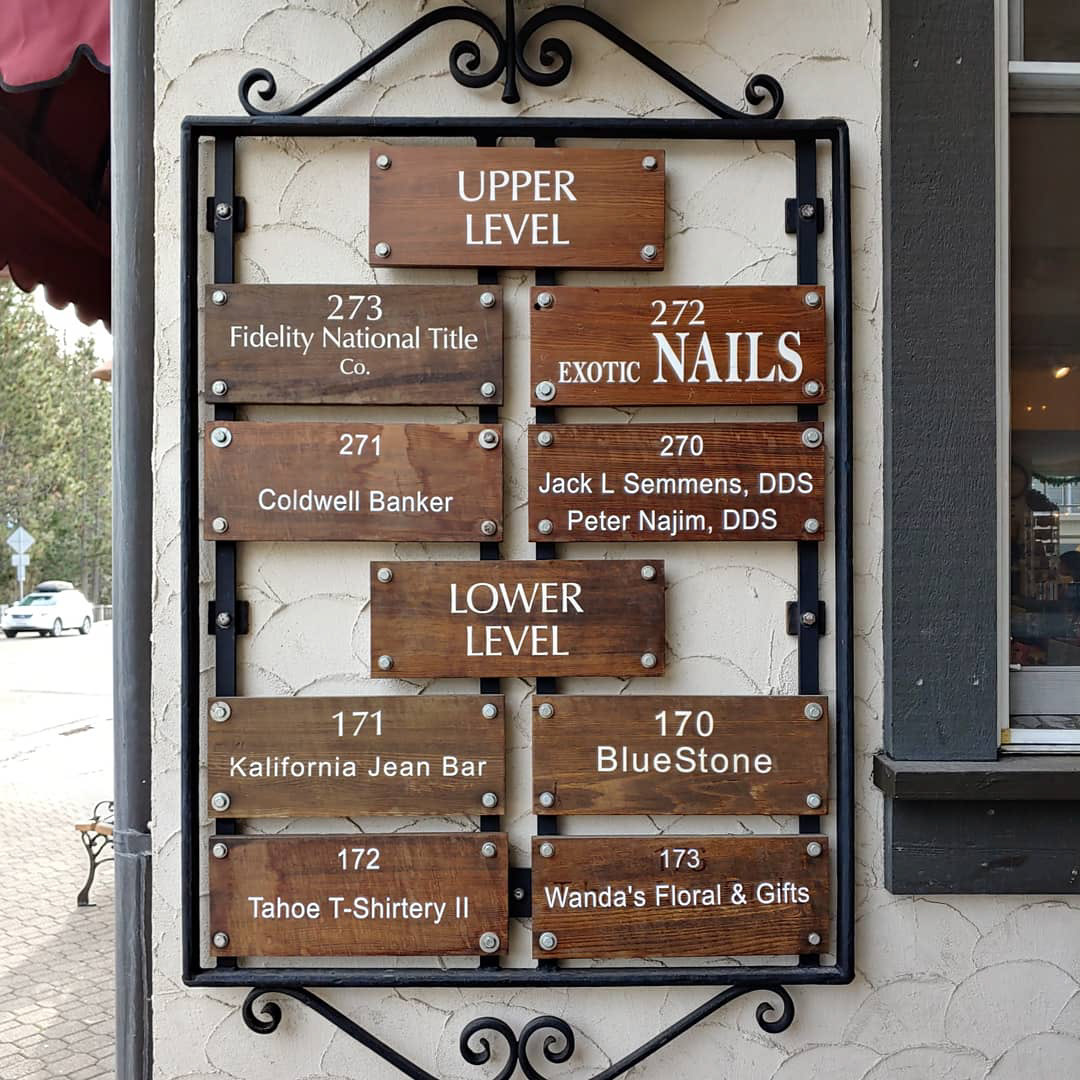 UPPER
LEVEL
273
Fidelity National Title
Co.
272
EXOTIC NAILS
271
Coldwell Banker
270
Jack L Semmens, DDS
Peter Najim, DDS
LOWER
LEVEL
171
Kalifornia Jean Bar
170
BlueStone
172
Tahoe T-Shirtery II
173
Wanda's Floral & Gifts